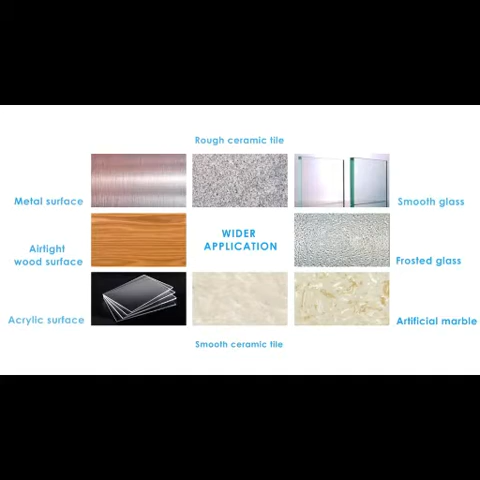 Rough ceramic tile
Metal surface
Smooth glass
WIDER
APPLICATION
Airtight
wood surface
Frosted glass
Acrylic surface
Artificial marble
Smooth ceramic tile